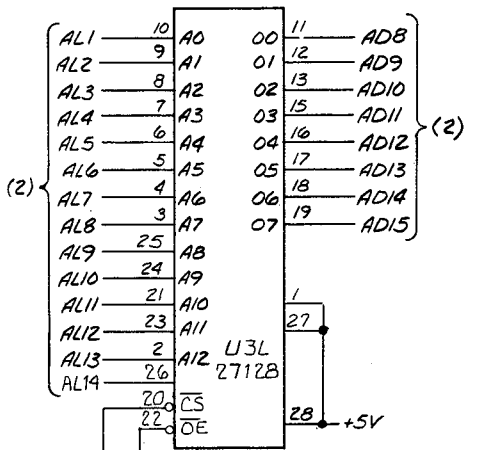 AL1 10 A0 O0 11 AD8
AL2 9 A1 O1 12 AD9
AL3 8 A2 O2 13 AD10
AL4 7 A3 O3 15 AD11
AL5 6 A4 O4 16 AD12
AL6 5 A5 O5 17 AD13
AL7 4 A6 O6 18 AD14
AL8 3 A7 O7 19 AD15
(2)
(2)
AL9 25 A8
AL10 24 A9
AL11 21 A10 1
AL12 23 A11 27
AL13 2 A12
AL14 26
U3L
27128
20 CS
22 OE
28 +5V